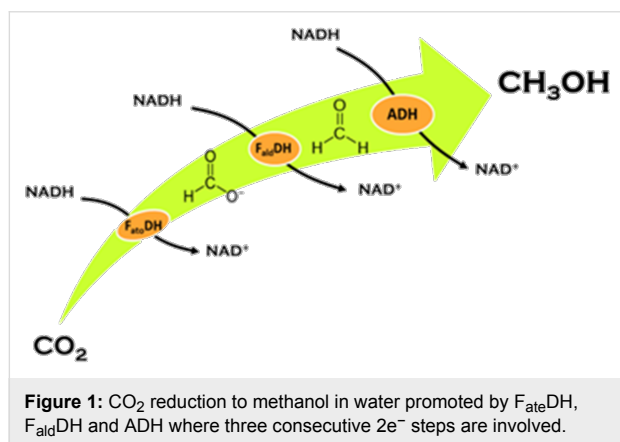 NADH
CH₃OH
NADH
ADH
O
H H
FaldDH
NAD⁺
O
H O⁻
NAD⁺
NADH
FatoDH
NAD⁺
CO₂
Figure 1: CO₂ reduction to methanol in water promoted by FateDH,
FaldDH and ADH where three consecutive 2e⁻ steps are involved.